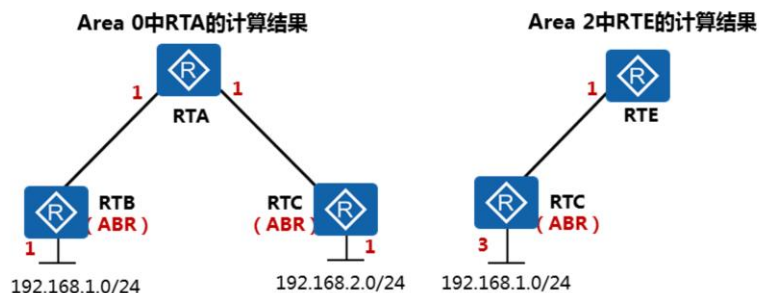 Area 0中RTA的计算结果
Area 2中RTE的计算结果
R
R
1
1
1
RTA
RTE
R
RTB
（ABR）
RTC
（ABR）
R
R
RTC
（ABR）
1
1
3
192.168.1.0/24
192.168.2.0/24
192.168.1.0/24